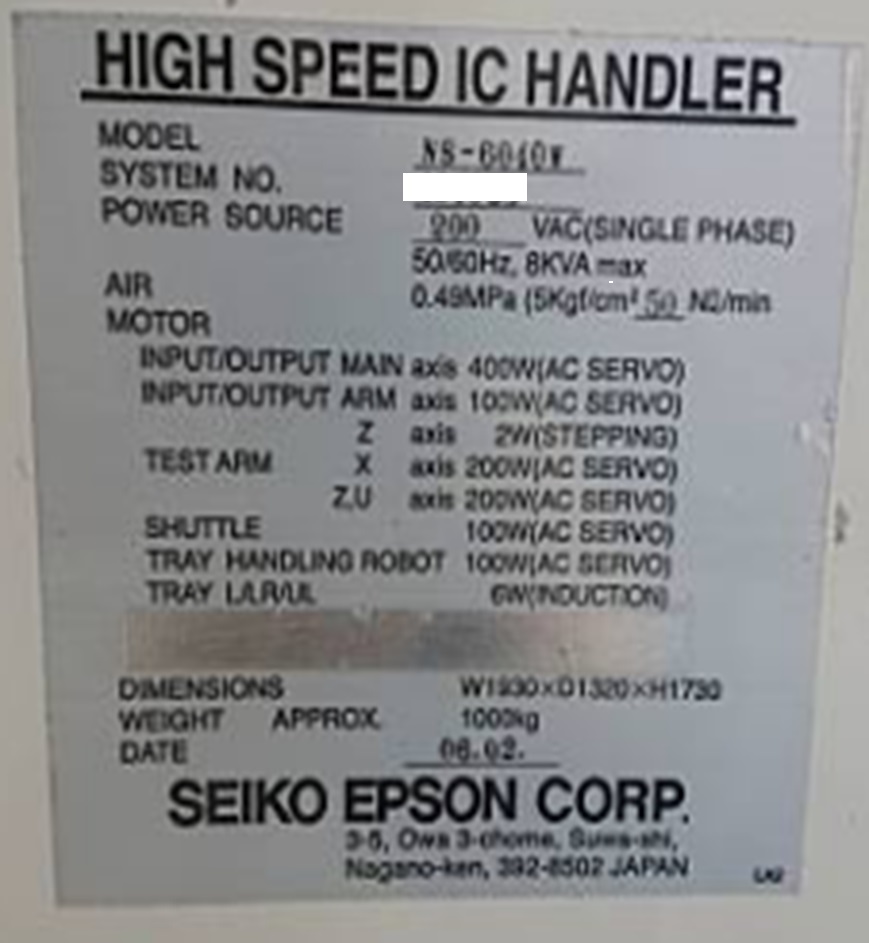 HIGH SPEED IC HANDLER
MODEL NS-6040W
SYSTEM NO.
POWER SOURCE 200 VAC(SINGLE PHASE)
50/60Hz, 8KVA max
AIR 0.49MPa (5Kgf/cm² 50 Nℓ/min
MOTOR
INPUT/OUTPUT MAIN axis 400W(AC SERVO)
INPUT/OUTPUT ARM axis 100W(AC SERVO)
Z axis 2W(STEPPING)
TEST ARM X axis 200W(AC SERVO)
Z,U axis 200W(AC SERVO)
SHUTTLE 100W(AC SERVO)
TRAY HANDLING ROBOT 100W(AC SERVO)
TRAY L/LR/UL 6W(INDUCTION)
DIMENSIONS W1930×D1320×H1730
WEIGHT APPROX. 1000kg
DATE 06.02.
SEIKO EPSON CORP.
3-5, Owa 3-chome, Suwa-shi,
Nagano-ken, 392-8502 JAPAN